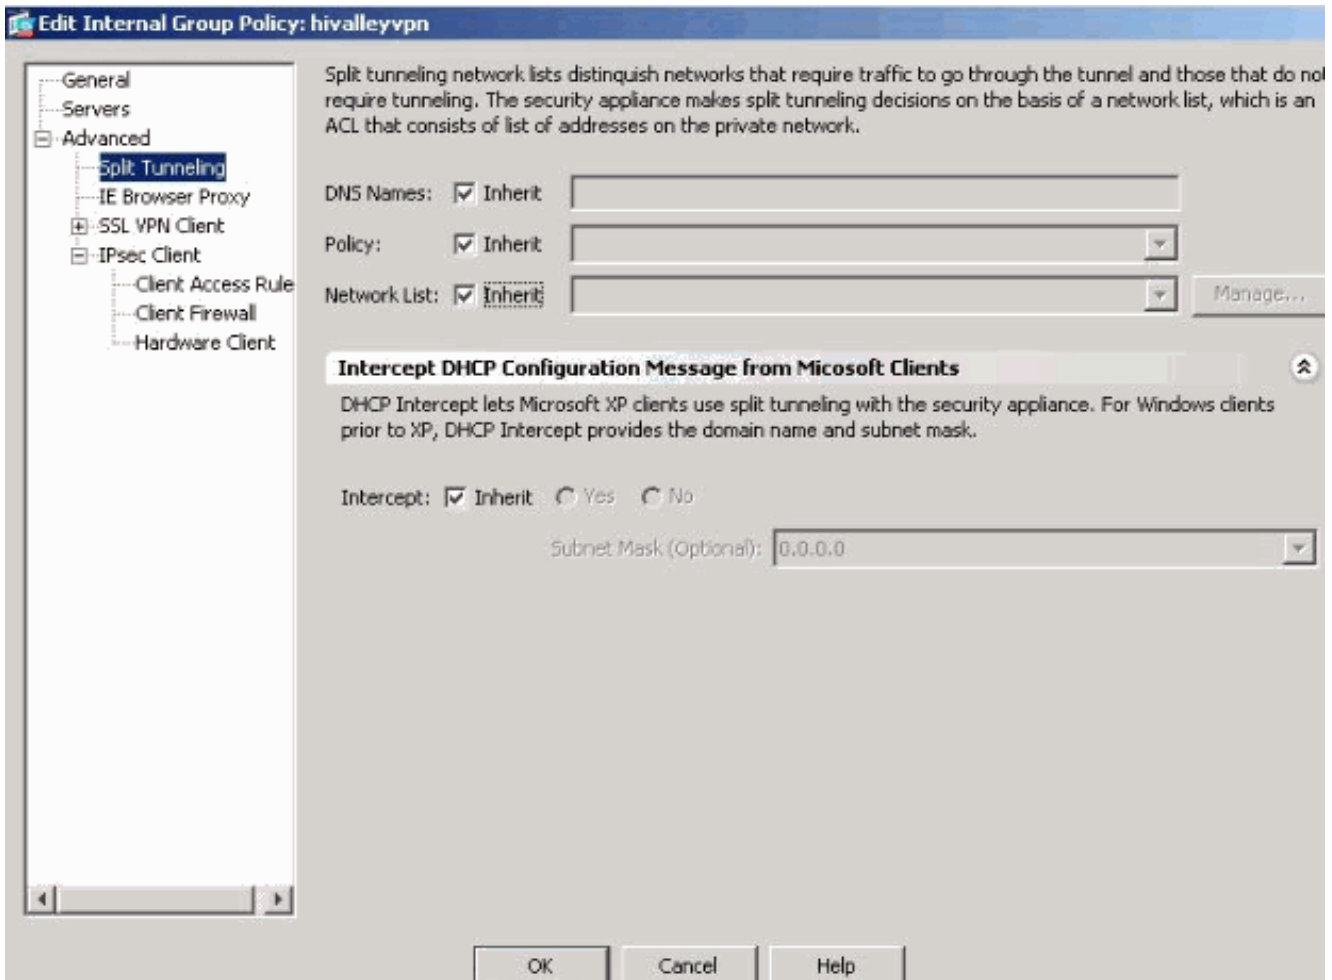 Edit Internal Group Policy: hivalleyvpn
General
Servers
Advanced
Split Tunneling
IE Browser Proxy
SSL VPN Client
IPsec Client
Client Access Rule
Client Firewall
Hardware Client
Split tunneling network lists distinquish networks that require traffic to go through the tunnel and those that do not
require tunneling. The security appliance makes split tunneling decisions on the basis of a network list, which is an
ACL that consists of list of addresses on the private network.
DNS Names: Inherit
Policy: Inherit
Network List: Inherit Manage...
Intercept DHCP Configuration Message from Micosoft Clients
DHCP Intercept lets Microsoft XP clients use split tunneling with the security appliance. For Windows clients
prior to XP, DHCP Intercept provides the domain name and subnet mask.
Intercept: Inherit Yes No
Subnet Mask (Optional): 0.0.0.0
OK Cancel Help